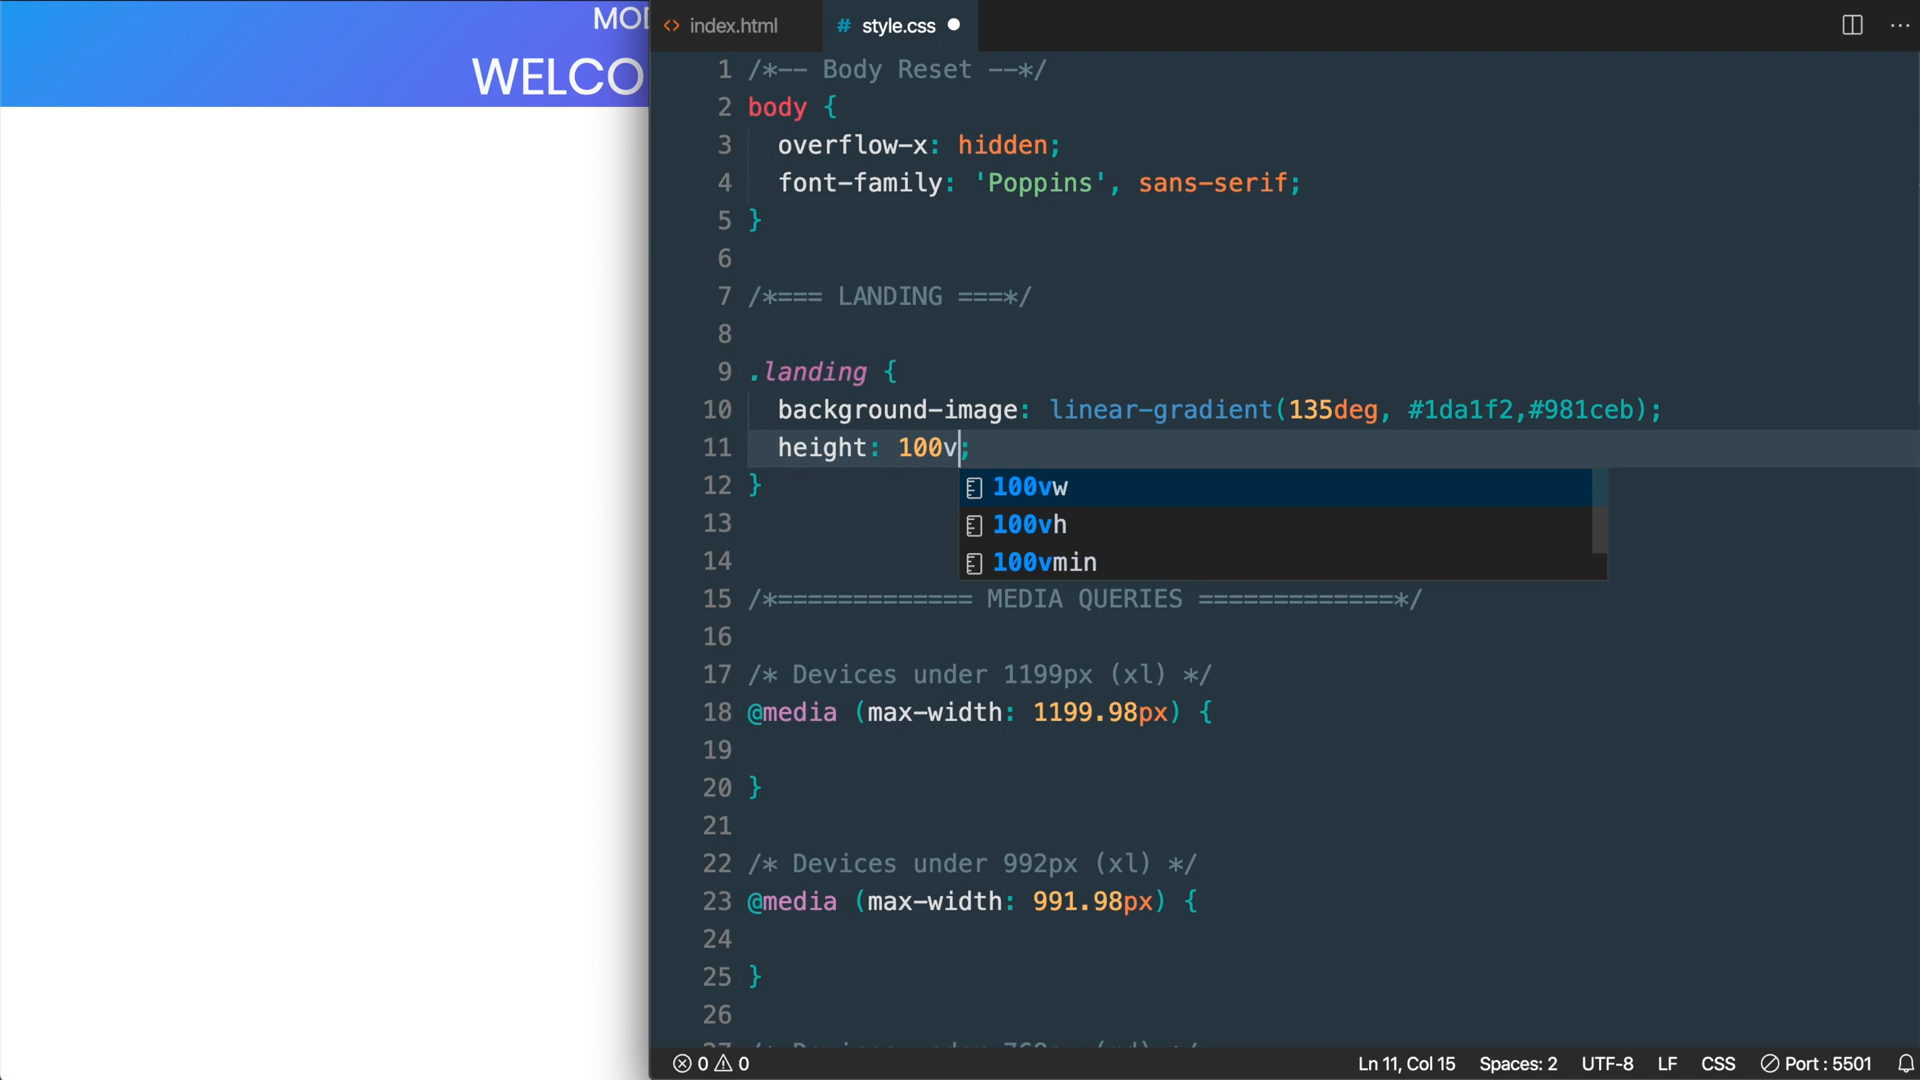 MOD
WELCO
index.html
# style.css
1 /*-- Body Reset --*/
2 body {
3 overflow-x: hidden;
4 font-family: 'Poppins', sans-serif;
5 }
6
7 /*=== LANDING ===*/
8
9 .landing {
10 background-image: linear-gradient(135deg, #1da1f2,#981ceb);
11 height: 100v;
12 }
100vw
13
100vh
14
100vmin
15 /*============= MEDIA QUERIES =============*/
16
17 /* Devices under 1199px (xl) */
18 @media (max-width: 1199.98px) {
19
20 }
21
22 /* Devices under 992px (xl) */
23 @media (max-width: 991.98px) {
24
25 }
26
0 0 Ln 11, Col 15 Spaces: 2 UTF-8 LF CSS Port : 5501